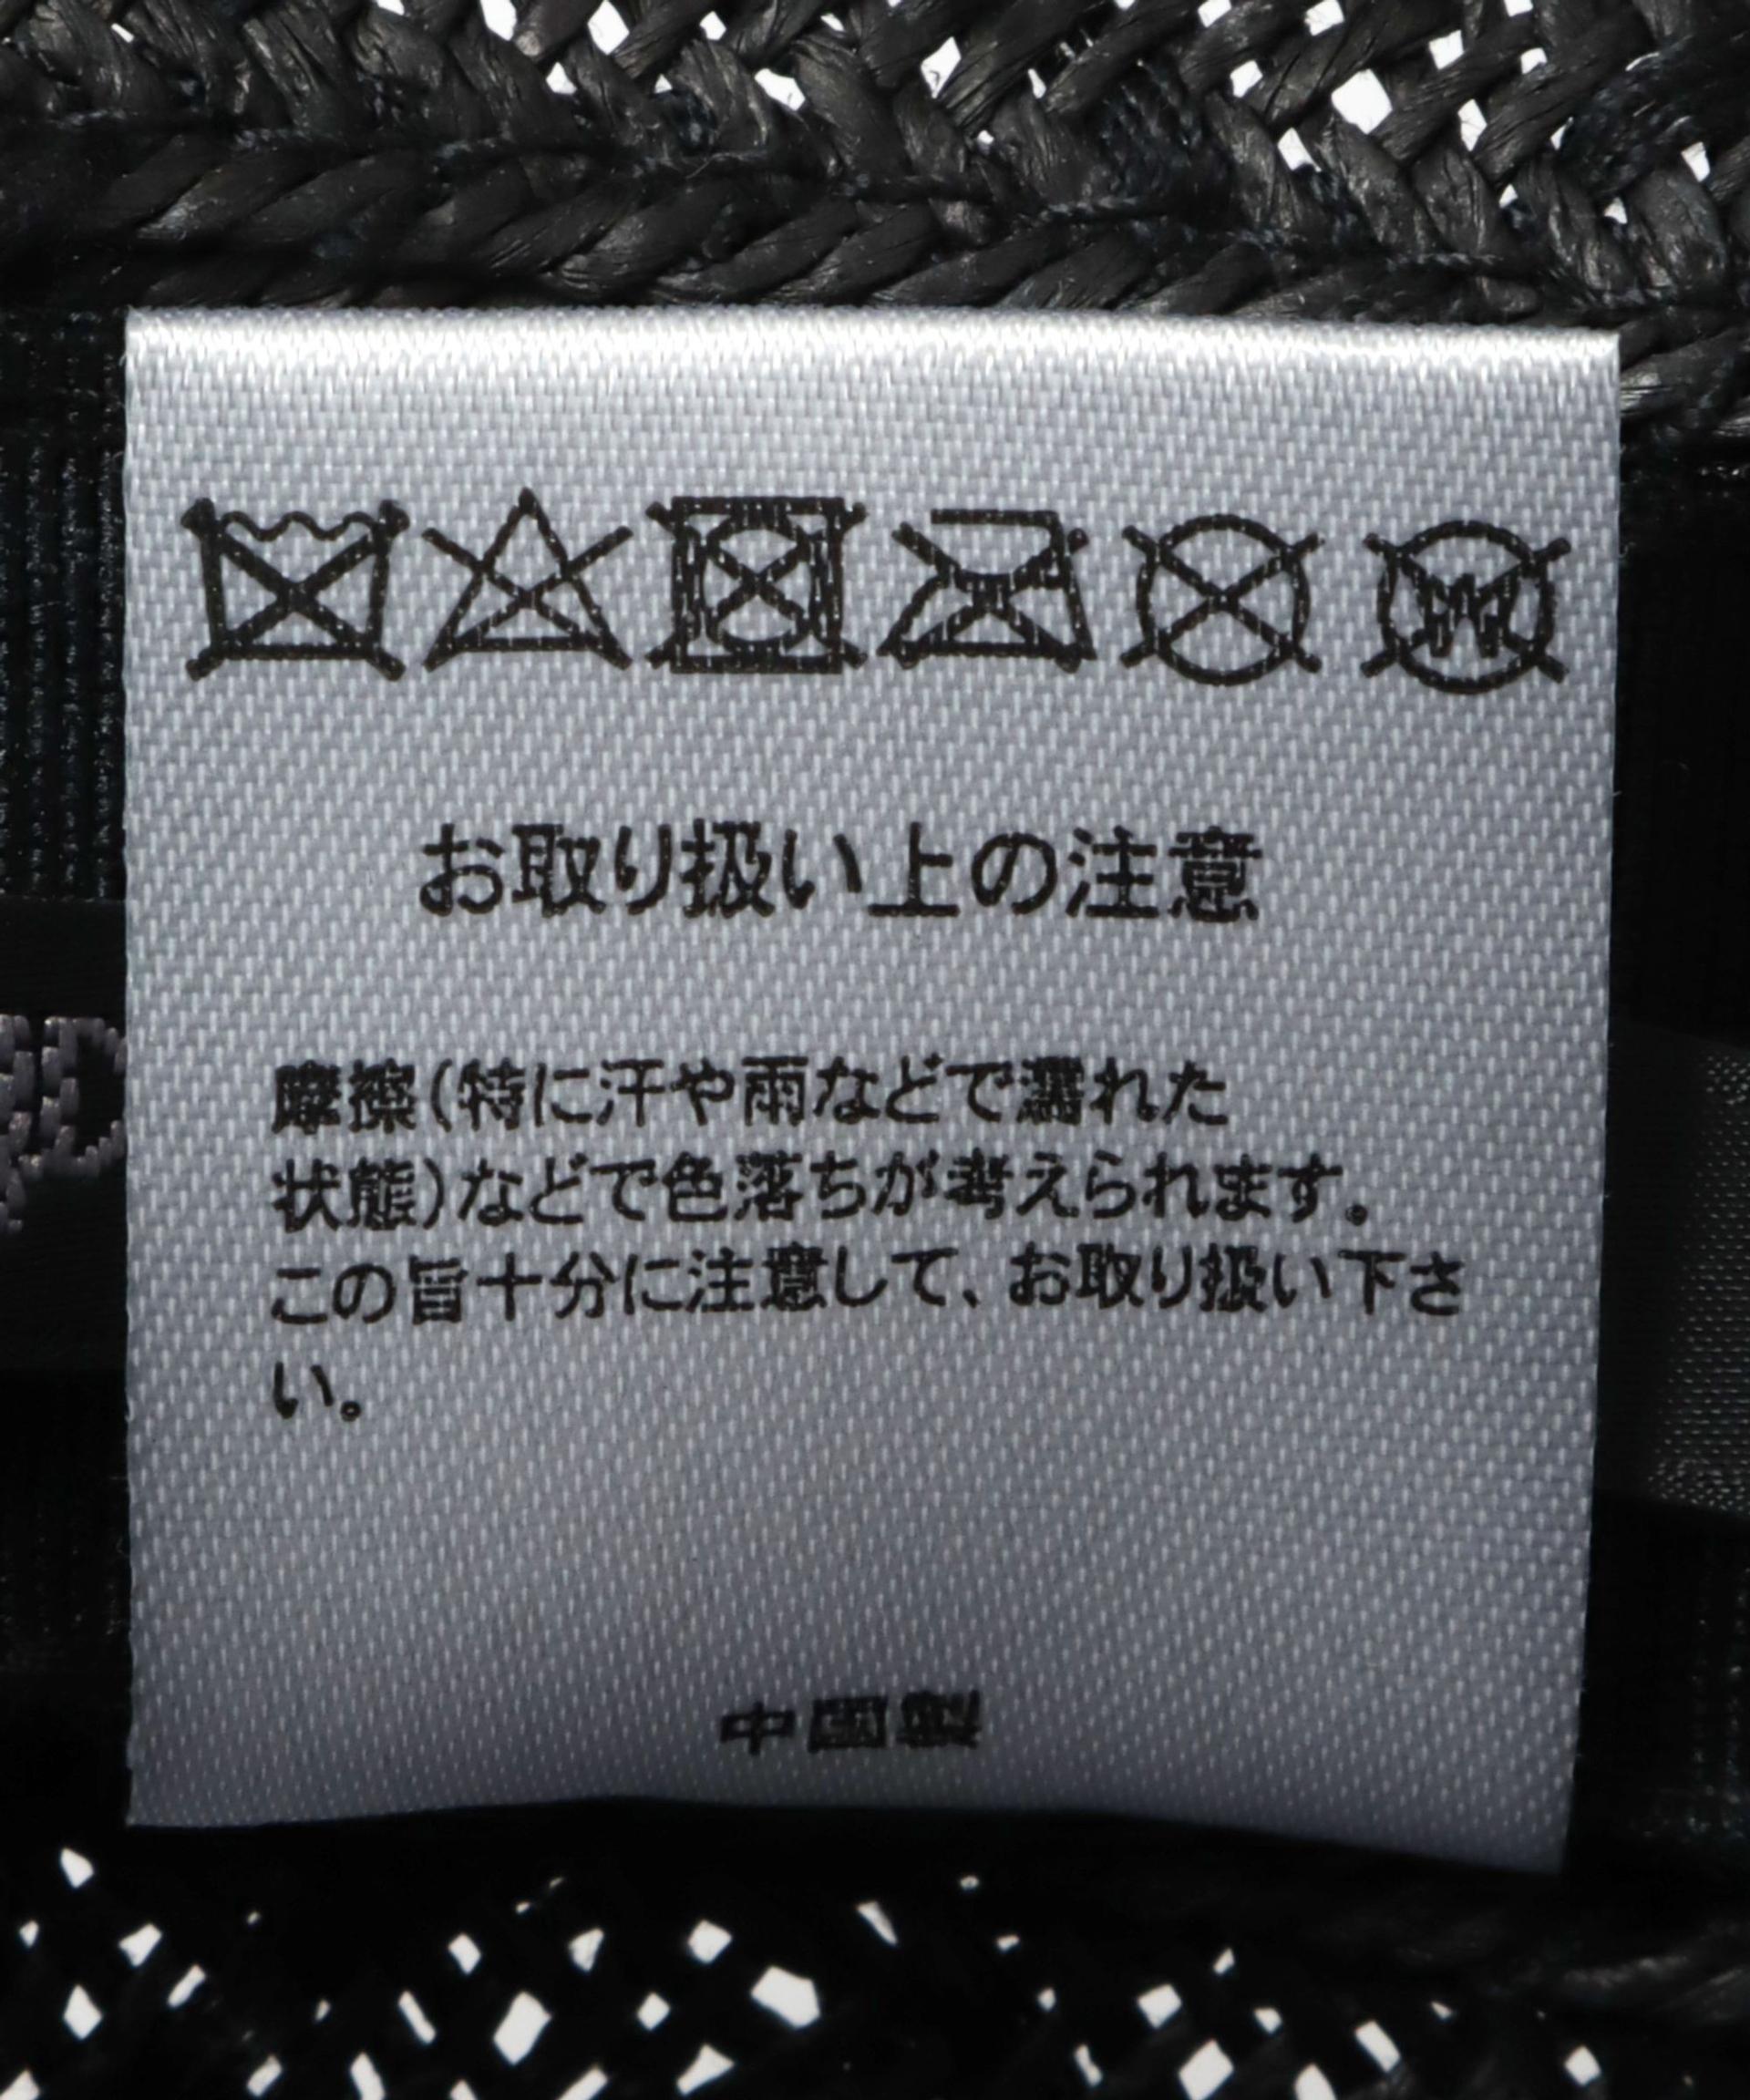 お取り扱い上の注意
摩擦(特に汗や雨などで濡れた
状態)などで色落ちが考えられます。
この旨十分に注意して、お取り扱い下さ
い。
中国製